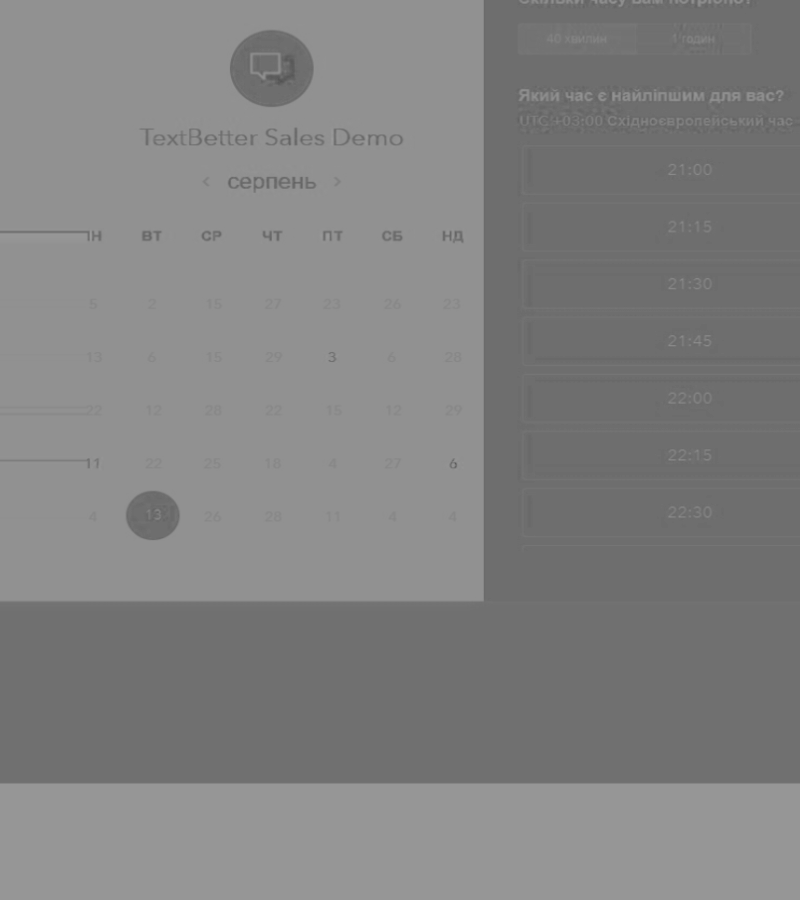 TextBetter Sales Demo
< серпень >
ПН ВТ СР ЧТ ПТ СБ НД
5 2 15 27 23 26 23
13 6 15 29 3 6 28
22 12 28 22 15 12 29
11 22 25 18 4 27 6
4 13 26 28 11 4 4
Скільки часу вам потрібно?
40 хвилин 1 годин
Який час є найліпшим для вас?
UTC +03:00 Східноєвропейський час
21:00
21:15
21:30
21:45
22:00
22:15
22:30